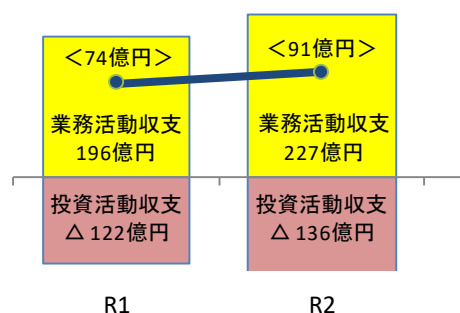 ＜74億円＞
業務活動収支
196億円
投資活動収支
△ 122億円
R1
＜91億円＞
業務活動収支
227億円
投資活動収支
△ 136億円
R2